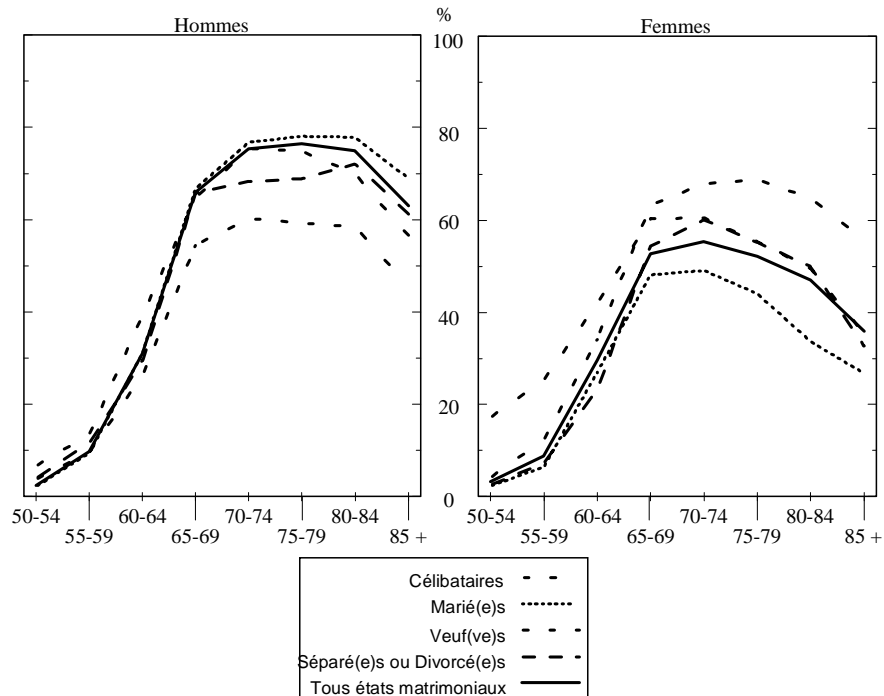 %
Hommes
Femmes
100
80
60
40
20
0
50-54 60-64 70-74 80-84
55-59 65-69 75-79 85 +
50-54 60-64 70-74 80-84
55-59 65-69 75-79 85 +
Célibataires
Marié(e)s
Veuf(ve)s
Séparé(e)s ou Divorcé(e)s
Tous états matrimoniaux